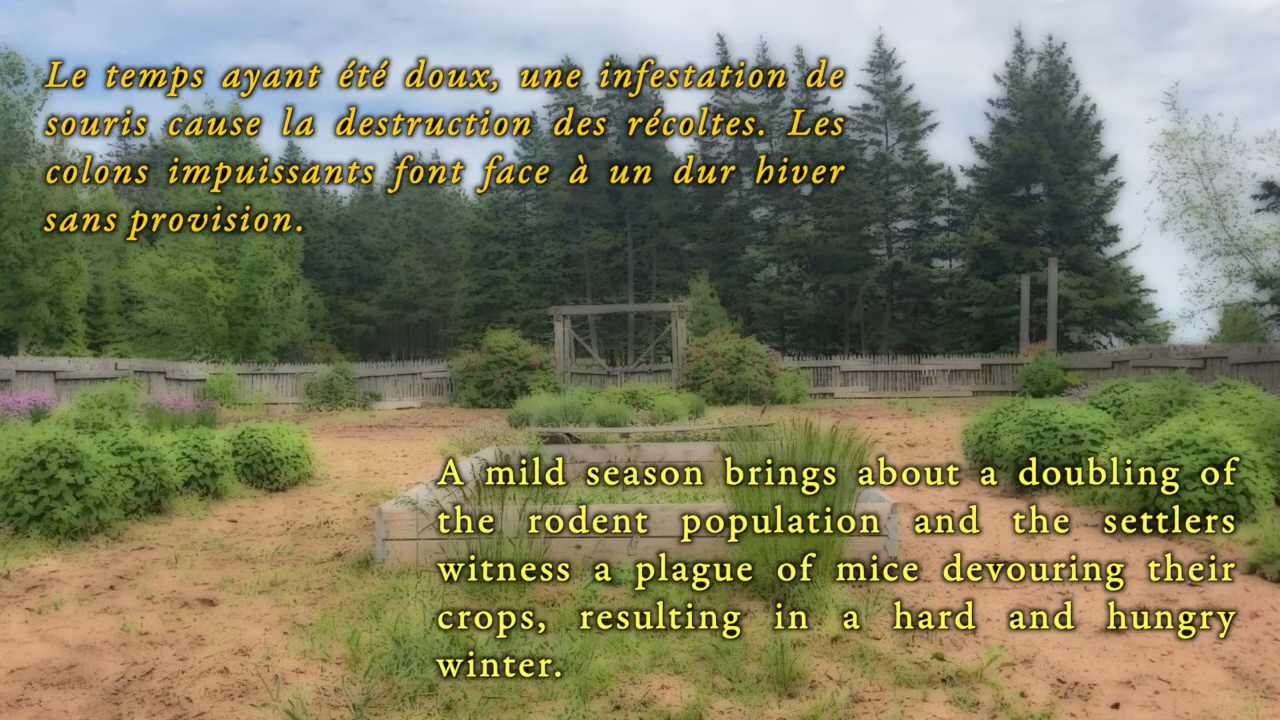 Le temps ayant été doux, une infestation de
souris cause la destruction des récoltes. Les
colons impuissants font face à un dur hiver
sans provision.
A mild season brings about a doubling of
the rodent population and the settlers
witness a plague of mice devouring their
crops, resulting in a hard and hungry
winter.